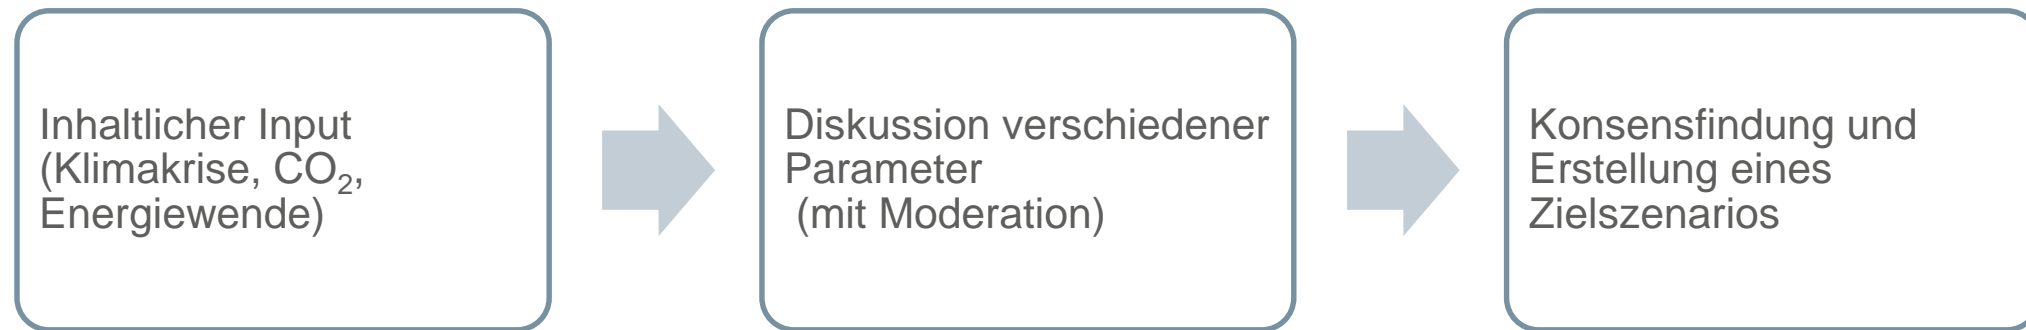 Inhaltlicher Input
(Klimakrise, CO₂,
Energiewende)
Diskussion verschiedener
Parameter
(mit Moderation)
Konsensfindung und
Erstellung eines
Zielszenarios